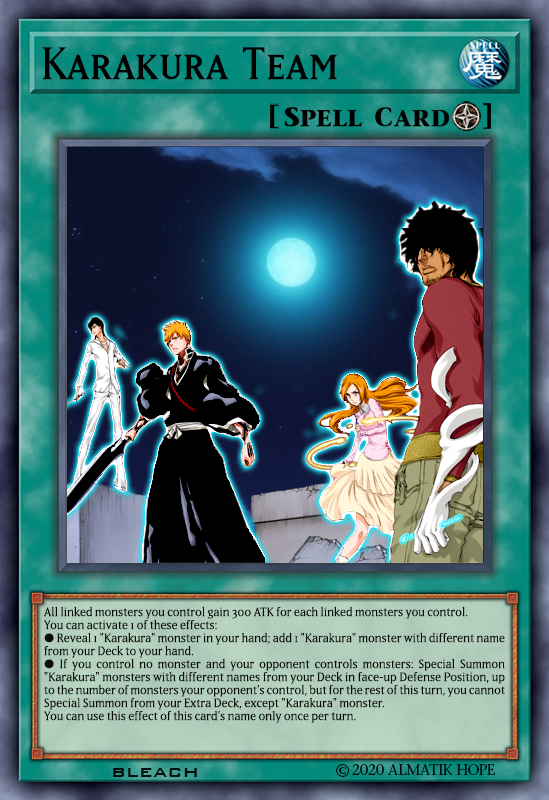 Karakura Team
SPELL
魔
[Spell Card]
All linked monsters you control gain 300 ATK for each linked monsters you control.
You can activate 1 of these effects:
● Reveal 1 "Karakura" monster in your hand; add 1 "Karakura" monster with different name
from your Deck to your hand.
● If you control no monster and your opponent controls monsters: Special Summon
"Karakura" monsters with different names from your Deck in face-up Defense Position, up
to the number of monsters your opponent's control, but for the rest of this turn, you cannot
Special Summon from your Extra Deck, except "Karakura" monster.
You can use this effect of this card's name only once per turn.
BLEACH
©2020 ALMATIK HOPE